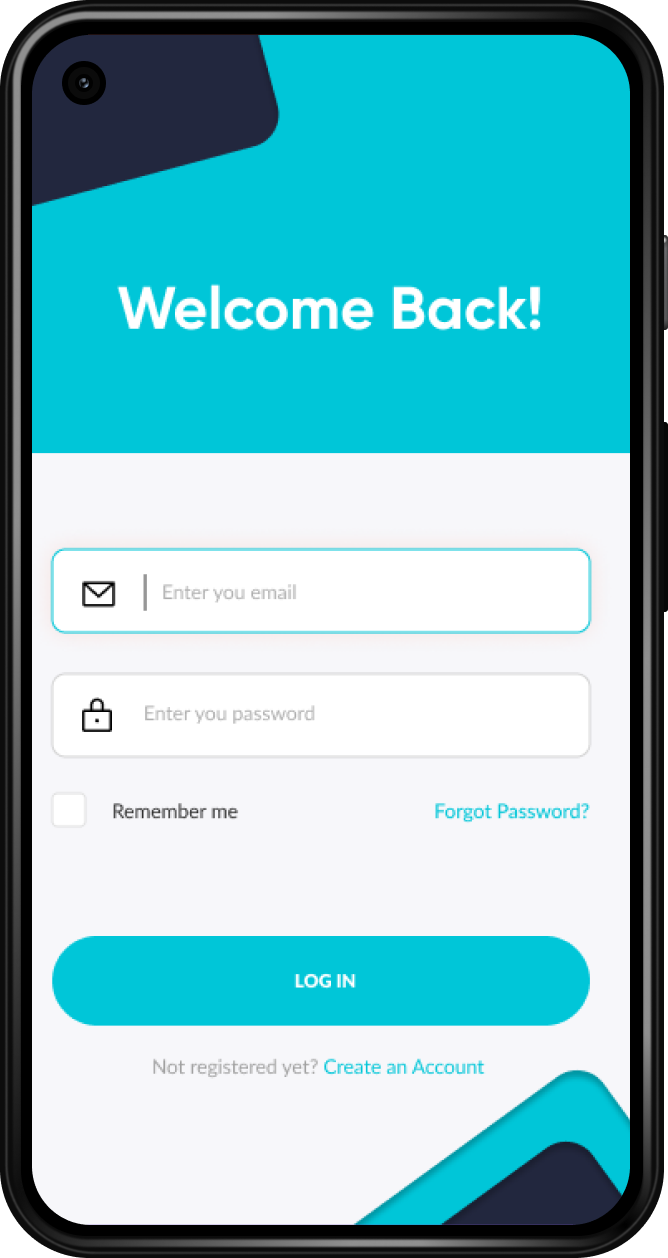 Welcome Back!
Enter you email
Enter you password
Remember me
Forgot Password?
LOG IN
Not registered yet? Create an Account